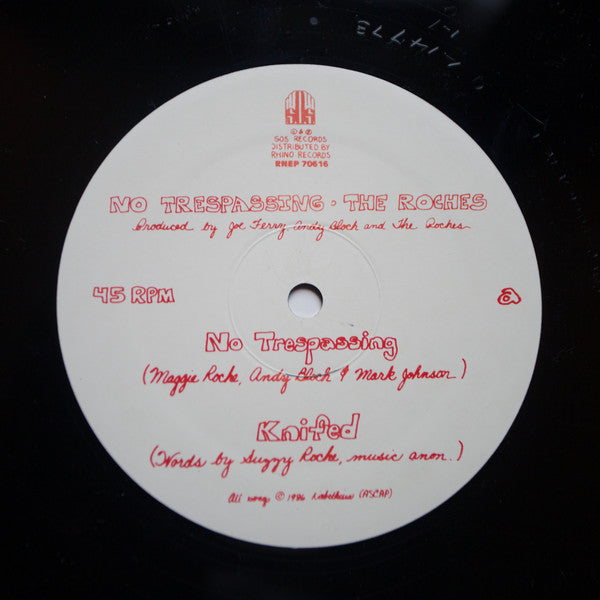 L-14773
SOS
© & ℗
SOS RECORDS
DISTRIBUTED BY
RHINO RECORDS
RNEP 70616
NO TRESPASSING · THE ROCHES
Produced by Joe Ferry, Andy Bloch and The Roches
45 RPM
a
No Trespassing
(Maggie Roche, Andy Bloch & Mark Johnson)
Knifed
(Words by Suzzy Roche, music anon.)
All songs © 1986 (ASCAP)